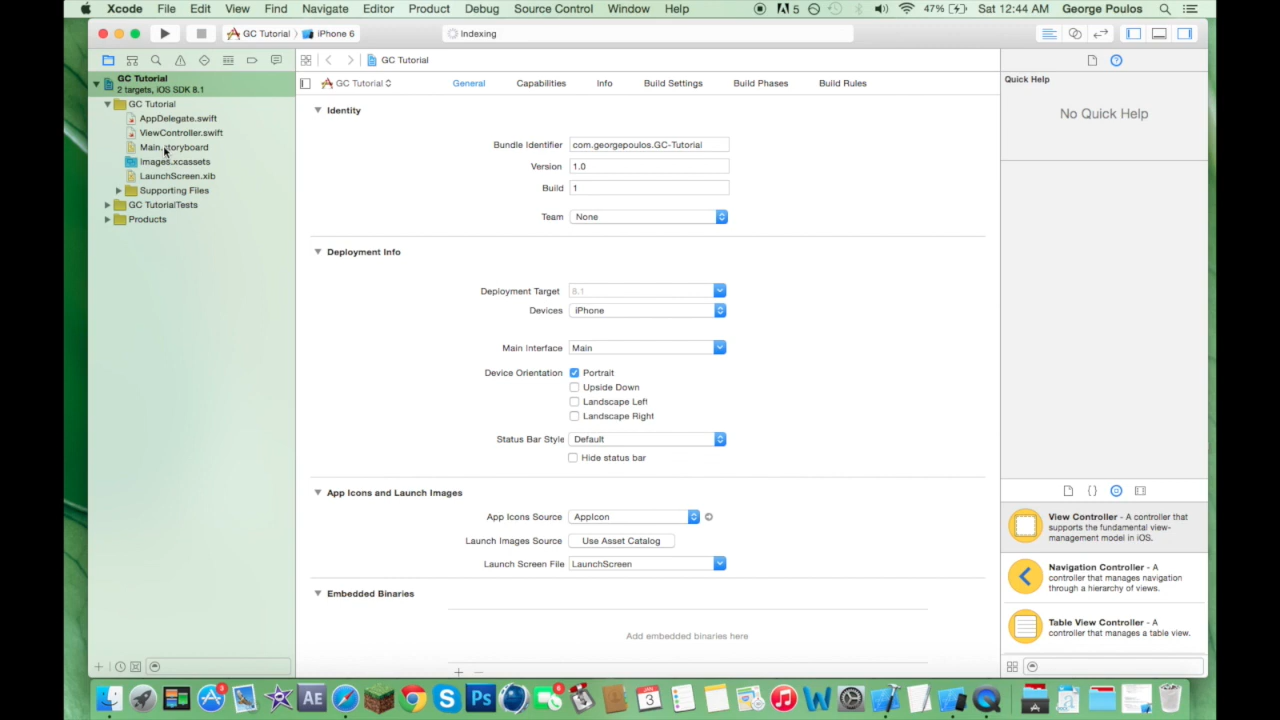 Xcode File Edit View Find Navigate Editor Product Debug Source Control Window Help 5 47% Sat 12:44 AM George Poulos
GC Tutorial iPhone 6 Indexing
GC Tutorial
GC Tutorial
2 targets, iOS SDK 8.1
GC Tutorial
AppDelegate.swift
ViewController.swift
Main.storyboard
Images.xcassets
LaunchScreen.xib
Supporting Files
GC TutorialTests
Products
GC Tutorial General Capabilities Info Build Settings Build Phases Build Rules
Identity
Bundle Identifier com.georgepoulos.GC-Tutorial
Version 1.0
Build 1
Team None
Deployment Info
Deployment Target 8.1
Devices iPhone
Main Interface Main
Device Orientation Portrait
Upside Down
Landscape Left
Landscape Right
Status Bar Style Default
Hide status bar
App Icons and Launch Images
App Icons Source AppIcon
Launch Images Source Use Asset Catalog
Launch Screen File LaunchScreen
Embedded Binaries
Add embedded binaries here
Quick Help
No Quick Help
View Controller - A controller that
supports the fundamental view-
management model in iOS.
Navigation Controller - A
controller that manages navigation
through a hierarchy of views.
Table View Controller - A
controller that manages a table view.
AE
Ps
3